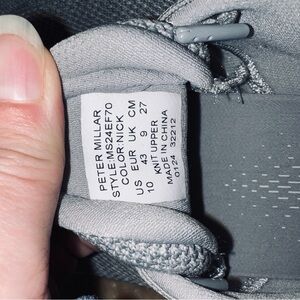 PETER MILLAR
STYLE:MS24EF70
COLOR:NICK
US EUR UK CM
10 43 9 27
KNIT UPPER
MADE IN CHINA
0124 32212